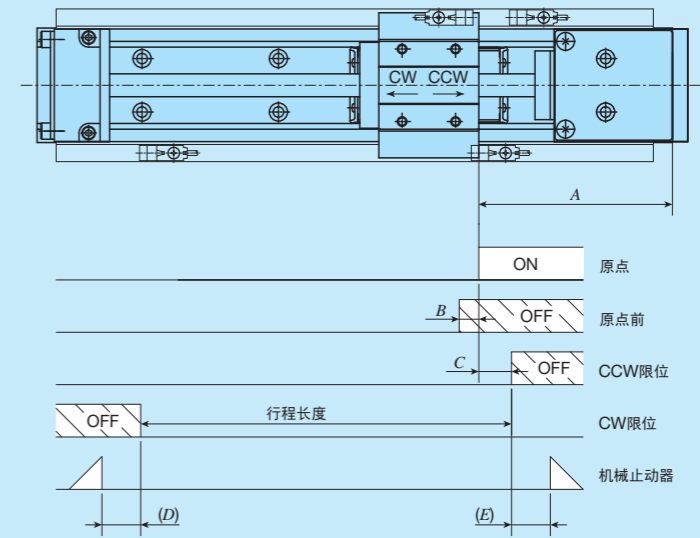 CW CCW
A
ON 原点
B OFF 原点前
C OFF CCW限位
OFF 行程长度 CW限位
机械止动器
(D) (E)